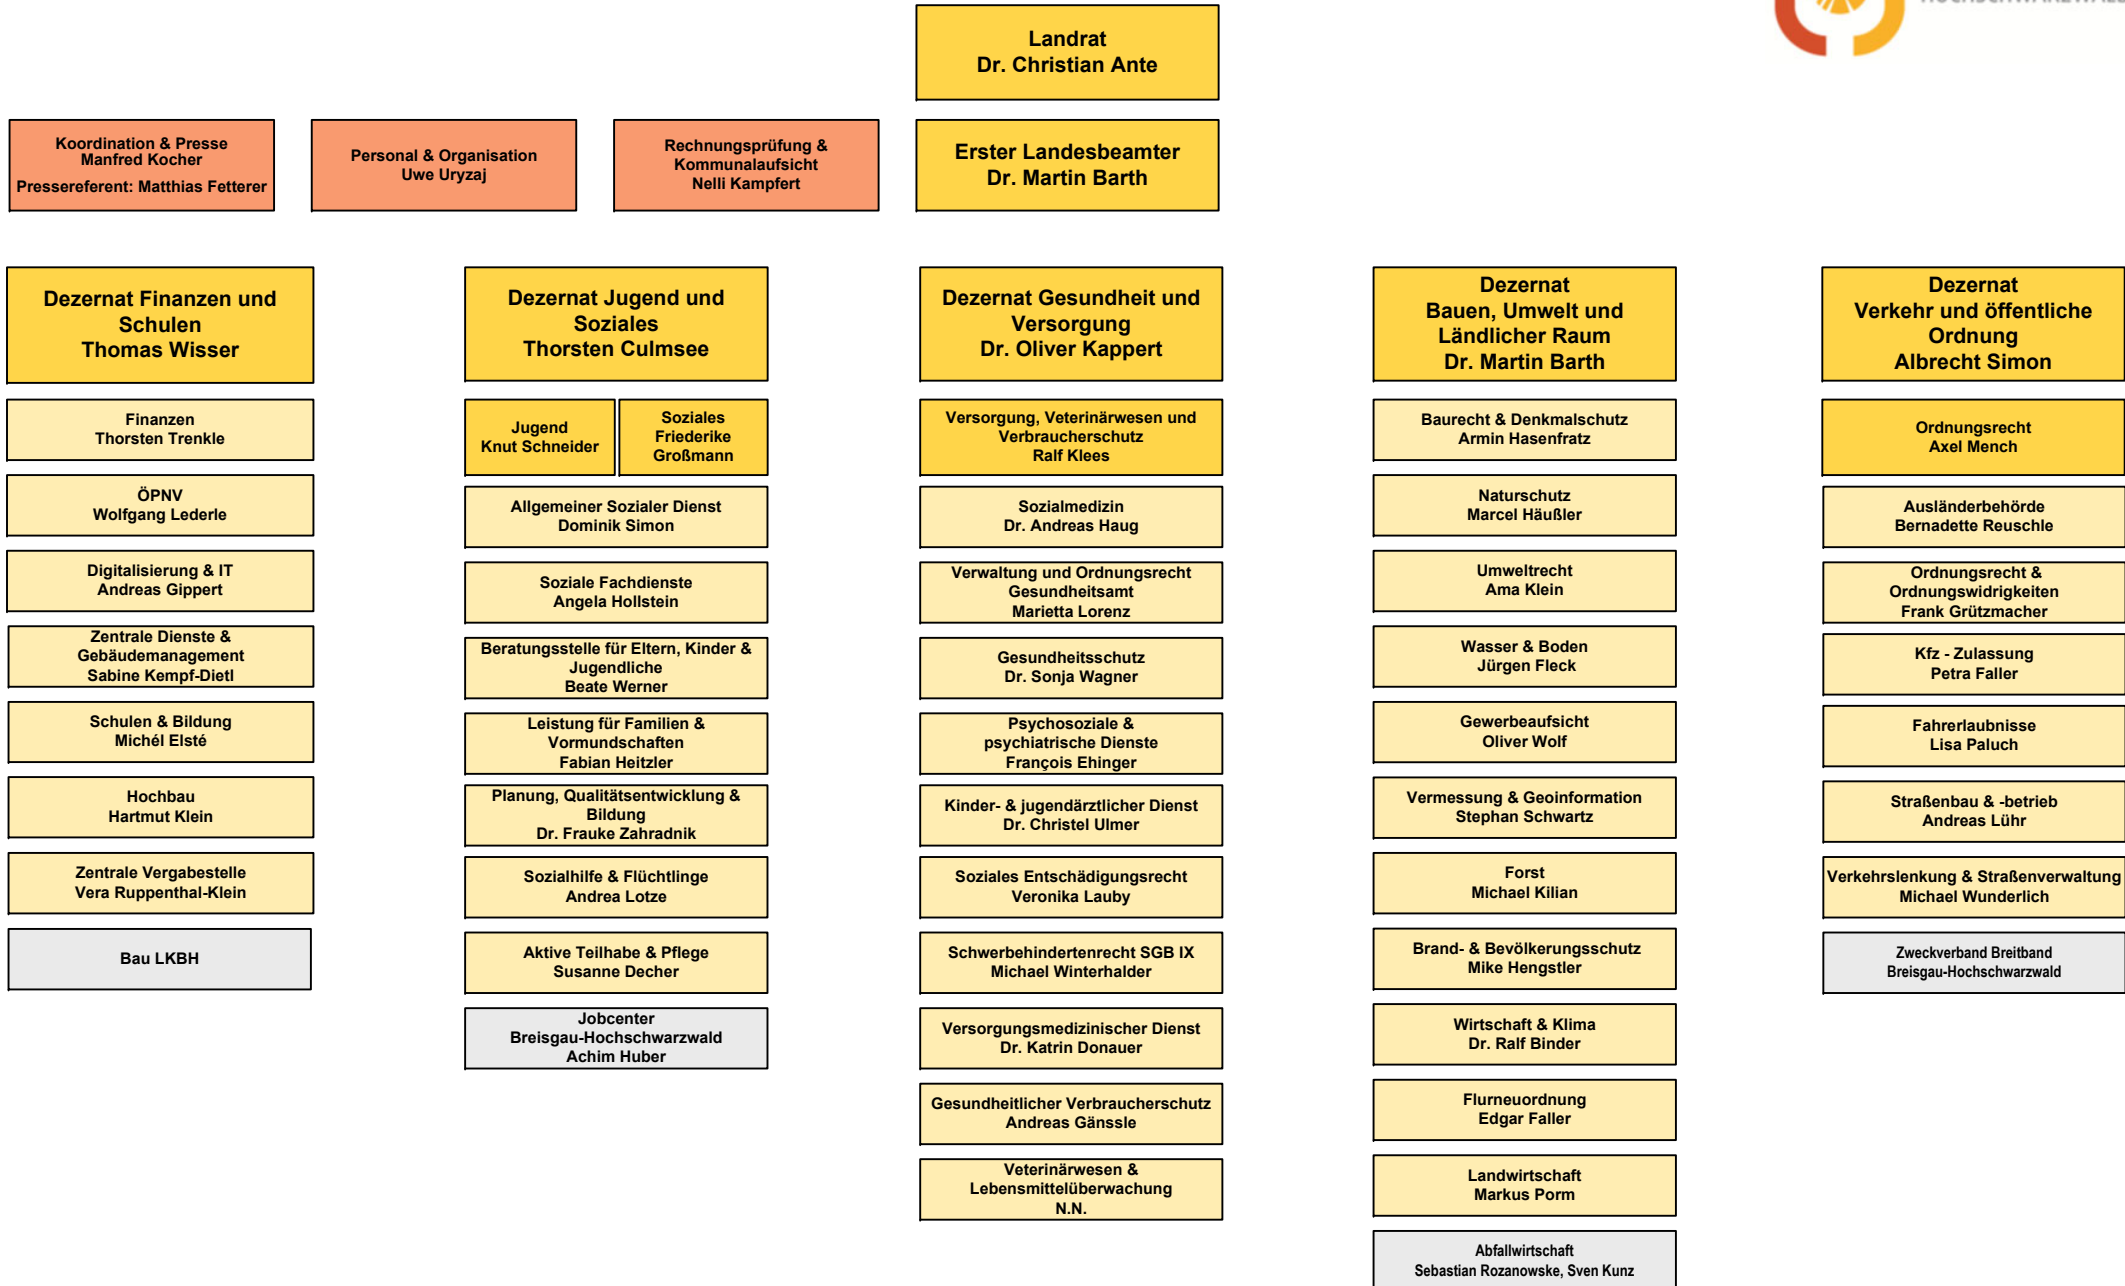 Landrat
Dr. Christian Ante
Koordination & Presse
Manfred Kocher
Pressereferent: Matthias Fetterer
Personal & Organisation
Uwe Uryzaj
Rechnungsprüfung &
Kommunalaufsicht
Nelli Kampfert
Erster Landesbeamter
Dr. Martin Barth
Dezernat Finanzen und
Schulen
Thomas Wisser
Finanzen
Thorsten Trenkle
ÖPNV
Wolfgang Lederle
Digitalisierung & IT
Andreas Gippert
Zentrale Dienste &
Gebäudemanagement
Sabine Kempf-Dietl
Schulen & Bildung
Michél Elsté
Hochbau
Hartmut Klein
Zentrale Vergabestelle
Vera Ruppenthal-Klein
Bau LKBH
Dezernat Jugend und
Soziales
Thorsten Culmsee
Jugend
Knut Schneider
Soziales
Friederike
Großmann
Allgemeiner Sozialer Dienst
Dominik Simon
Soziale Fachdienste
Angela Hollstein
Beratungsstelle für Eltern, Kinder &
Jugendliche
Beate Werner
Leistung für Familien &
Vormundschaften
Fabian Heitzler
Planung, Qualitätsentwicklung &
Bildung
Dr. Frauke Zahradnik
Sozialhilfe & Flüchtlinge
Andrea Lotze
Aktive Teilhabe & Pflege
Susanne Decher
Jobcenter
Breisgau-Hochschwarzwald
Achim Huber
Dezernat Gesundheit und
Versorgung
Dr. Oliver Kappert
Versorgung, Veterinärwesen und
Verbraucherschutz
Ralf Klees
Sozialmedizin
Dr. Andreas Haug
Verwaltung und Ordnungsrecht
Gesundheitsamt
Marietta Lorenz
Gesundheitsschutz
Dr. Sonja Wagner
Psychosoziale &
psychiatrische Dienste
François Ehinger
Kinder- & jugendärztlicher Dienst
Dr. Christel Ulmer
Soziales Entschädigungsrecht
Veronika Lauby
Schwerbehindertenrecht SGB IX
Michael Winterhalder
Versorgungsmedizinischer Dienst
Dr. Katrin Donauer
Gesundheitlicher Verbraucherschutz
Andreas Gänssle
Veterinärwesen &
Lebensmittelüberwachung
N.N.
Dezernat
Bauen, Umwelt und
Ländlicher Raum
Dr. Martin Barth
Baurecht & Denkmalschutz
Armin Hasenfratz
Naturschutz
Marcel Häußler
Umweltrecht
Ama Klein
Wasser & Boden
Jürgen Fleck
Gewerbeaufsicht
Oliver Wolf
Vermessung & Geoinformation
Stephan Schwartz
Forst
Michael Kilian
Brand- & Bevölkerungsschutz
Mike Hengstler
Wirtschaft & Klima
Dr. Ralf Binder
Flurneuordnung
Edgar Faller
Landwirtschaft
Markus Porm
Abfallwirtschaft
Sebastian Rozanowske, Sven Kunz
Dezernat
Verkehr und öffentliche
Ordnung
Albrecht Simon
Ordnungsrecht
Axel Mench
Ausländerbehörde
Bernadette Reuschle
Ordnungsrecht &
Ordnungswidrigkeiten
Frank Grützmacher
Kfz - Zulassung
Petra Faller
Fahrerlaubnisse
Lisa Paluch
Straßenbau & -betrieb
Andreas Lühr
Verkehrslenkung & Straßenverwaltung
Michael Wunderlich
Zweckverband Breitband
Breisgau-Hochschwarzwald